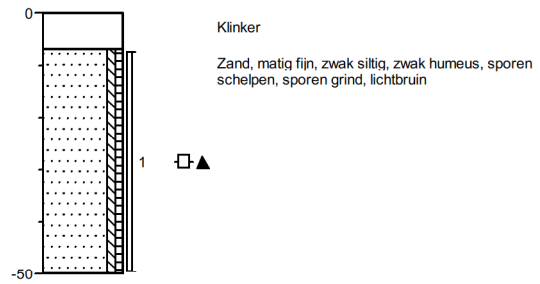 0
Klinker
Zand, matig fijn, zwak siltig, zwak humeus, sporen
schelpen, sporen grind, lichtbruin
1
-50